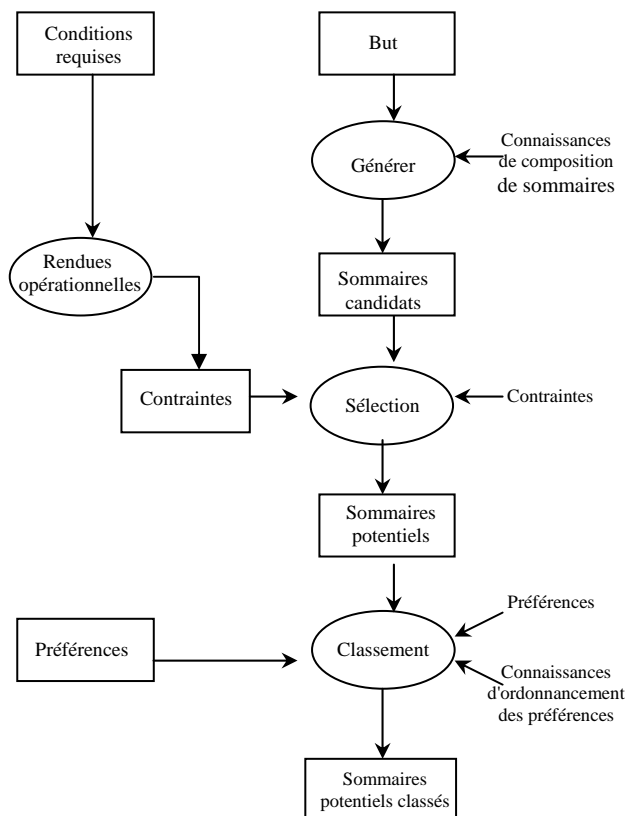 Conditions
requises
But
Générer
Connaissances
de composition
de sommaires
Rendues
opérationnelles
Sommaires
candidats
Contraintes
Sélection
Contraintes
Sommaires
potentiels
Préférences
Préférences
Classement
Connaissances
d'ordonnancement
des préférences
Sommaires
potentiels classés